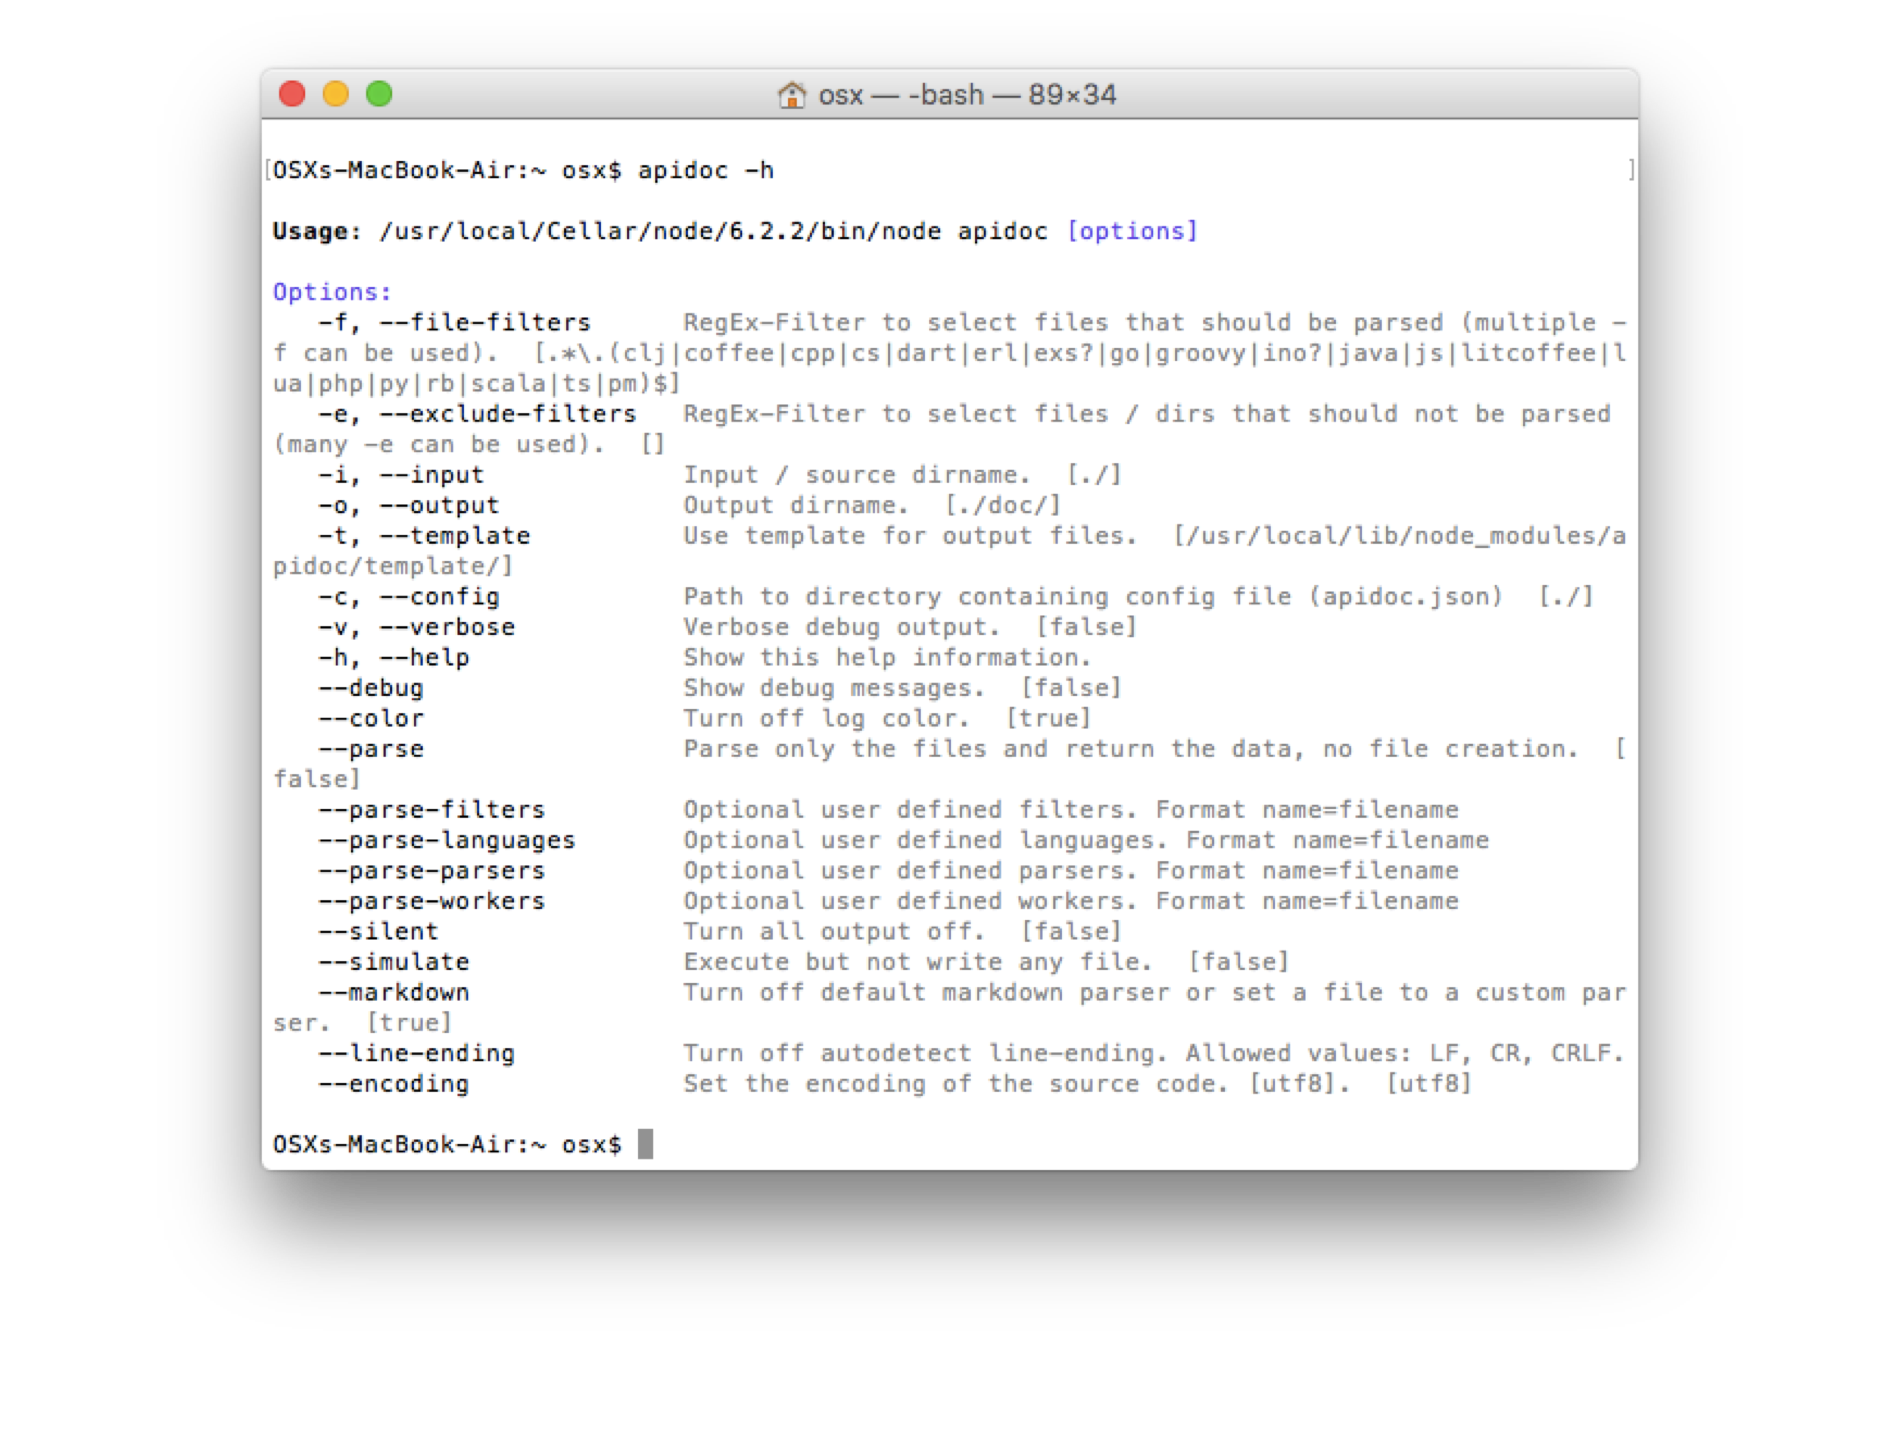 osx — -bash — 89×34
[OSXs-MacBook-Air:~ osx$ apidoc -h ]
Usage: /usr/local/Cellar/node/6.2.2/bin/node apidoc [options]
Options:
-f, --file-filters RegEx-Filter to select files that should be parsed (multiple -
f can be used). [.*\.(clj|coffee|cpp|cs|dart|erl|exs?|go|groovy|ino?|java|js|litcoffee|l
ua|php|py|rb|scala|ts|pm)$]
-e, --exclude-filters RegEx-Filter to select files / dirs that should not be parsed
(many -e can be used). []
-i, --input Input / source dirname. [./]
-o, --output Output dirname. [./doc/]
-t, --template Use template for output files. [/usr/local/lib/node_modules/a
pidoc/template/]
-c, --config Path to directory containing config file (apidoc.json) [./]
-v, --verbose Verbose debug output. [false]
-h, --help Show this help information.
--debug Show debug messages. [false]
--color Turn off log color. [true]
--parse Parse only the files and return the data, no file creation. [
false]
--parse-filters Optional user defined filters. Format name=filename
--parse-languages Optional user defined languages. Format name=filename
--parse-parsers Optional user defined parsers. Format name=filename
--parse-workers Optional user defined workers. Format name=filename
--silent Turn all output off. [false]
--simulate Execute but not write any file. [false]
--markdown Turn off default markdown parser or set a file to a custom par
ser. [true]
--line-ending Turn off autodetect line-ending. Allowed values: LF, CR, CRLF.
--encoding Set the encoding of the source code. [utf8]. [utf8]
OSXs-MacBook-Air:~ osx$